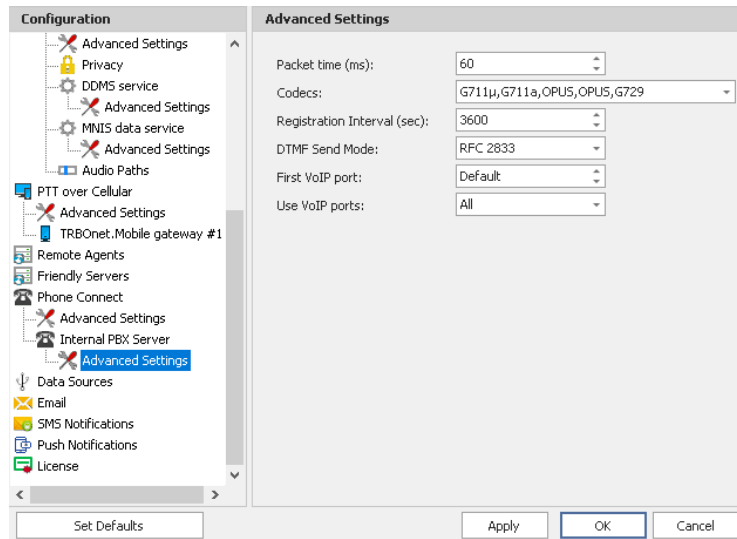 Configuration
Advanced Settings
Privacy
DDMS service
Advanced Settings
MNIS data service
Advanced Settings
Audio Paths
PTT over Cellular
Advanced Settings
TRBOnet.Mobile gateway #1
Remote Agents
Friendly Servers
Phone Connect
Advanced Settings
Internal PBX Server
Advanced Settings
Data Sources
Email
SMS Notifications
Push Notifications
License
Set Defaults
Advanced Settings
Packet time (ms): 60
Codecs: G711µ,G711a,OPUS,OPUS,G729
Registration Interval (sec): 3600
DTMF Send Mode: RFC 2833
First VoIP port: Default
Use VoIP ports: All
Apply OK Cancel